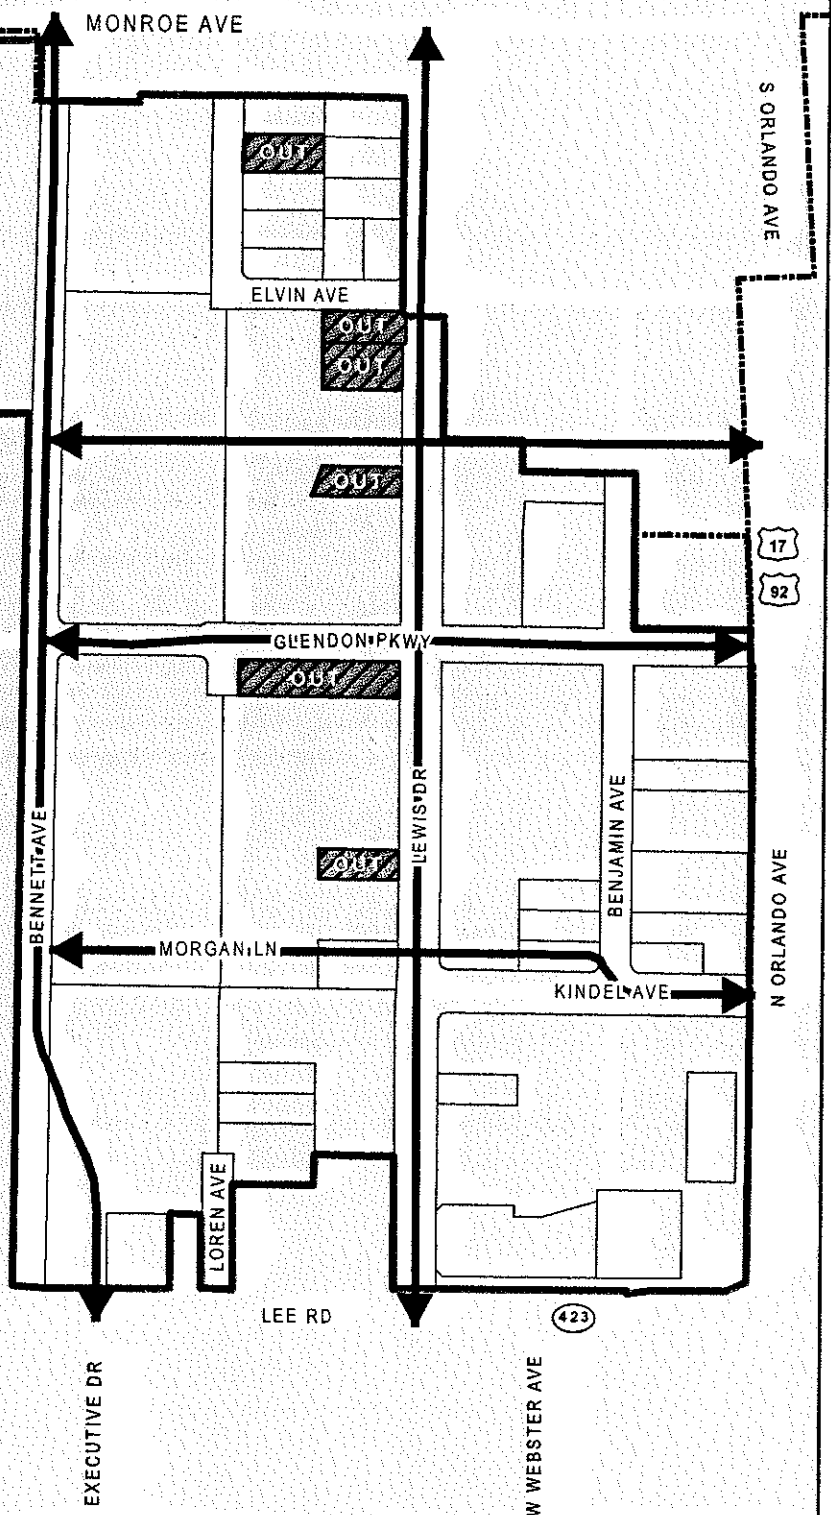 MONROE AVE
S ORLANDO AVE
OUT
ELVIN AVE
OUT
OUT
OUT
17
92
GLENDON PKWY
OUT
LEWIS DR
BENJAMIN AVE
BENNETT AVE
OUT
N ORLANDO AVE
MORGAN LN
KINDEL AVE
LOREN AVE
LEE RD
423
EXECUTIVE DR
W WEBSTER AVE